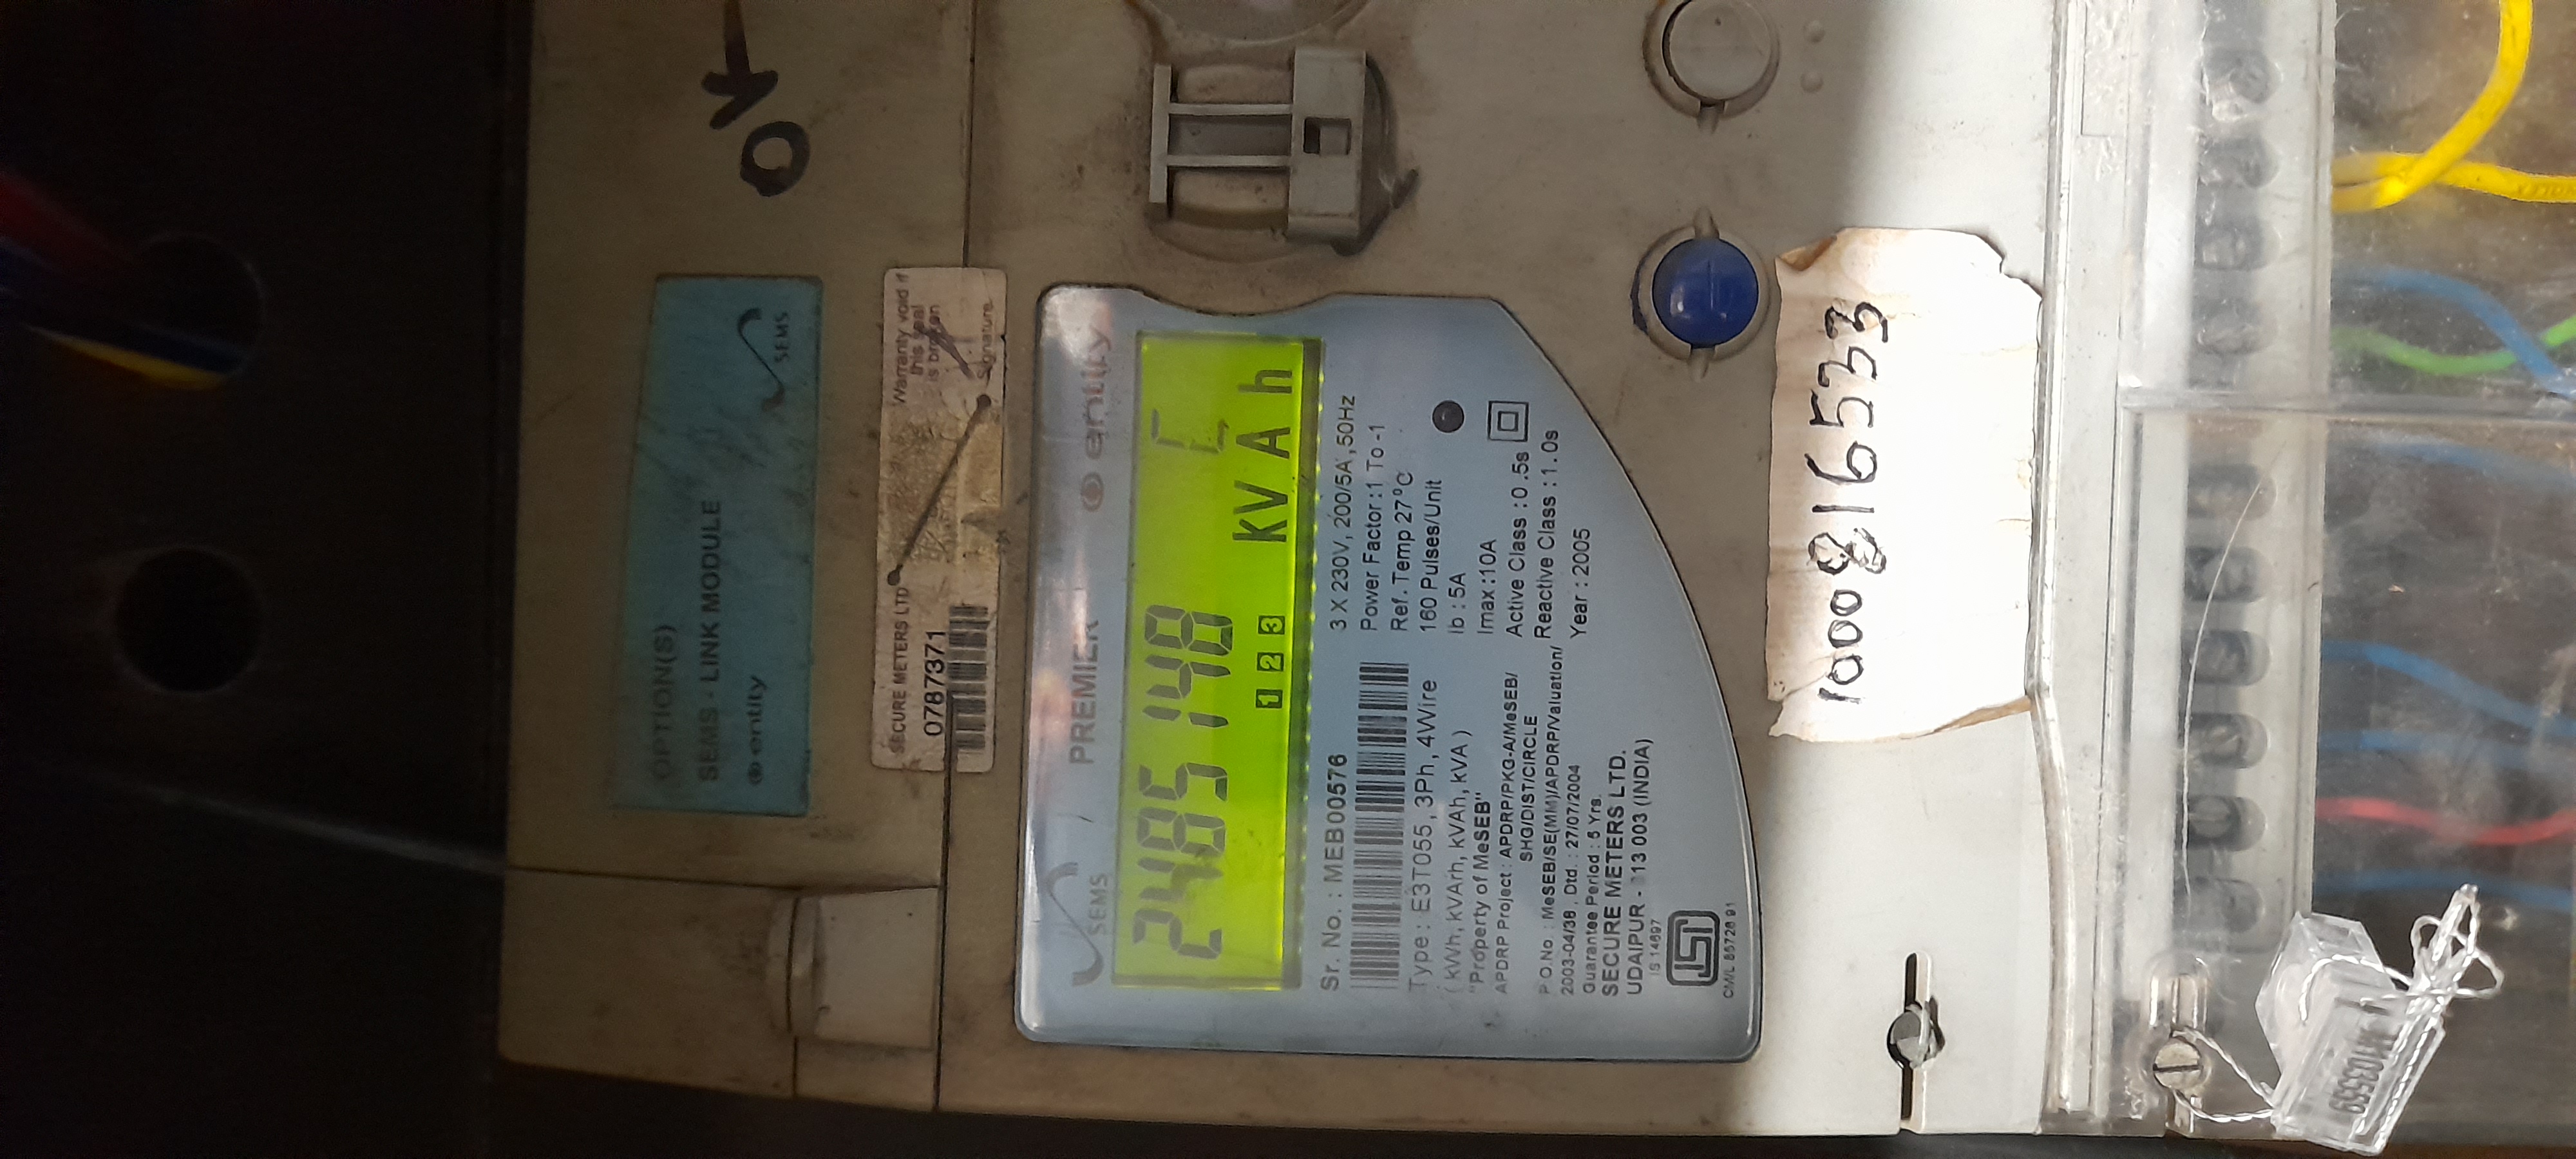 OK
OPTION(S)
SEMS - LINK MODULE
entity
SEMS
SECURE METERS LTD
0787371
Warranty void if
this seal
is broken
Signature
SEMS
PREMIER
entity
2485148
KVAh
1 2 3
Sr. No. : MEB00576
Type : E3T055, 3Ph, 4Wire
( kWh, kVArh, kVAh, kVA )
"Property of MeSEB"
APDRP Project : APDRP/PKG-A/MeSEB/
SHG/DIST/CIRCLE
P.O.No. : MeSEB/SE(MM)/APDRP/Valuation/
2003-04/38 , Dtd. : 27/07/2004
Guarantee Period : 5 Yrs.
SECURE METERS LTD.
UDAIPUR - 313 003 (INDIA)
IS 14697
CM/L 8572691
3 X 230V, 200/5A, 50Hz
Power Factor : 1 To -1
Ref. Temp 27°C
160 Pulses/Unit
Ib : 5A
Imax : 10A
Active Class : 0.5s
Reactive Class : 1.0s
Year : 2005
1000816533